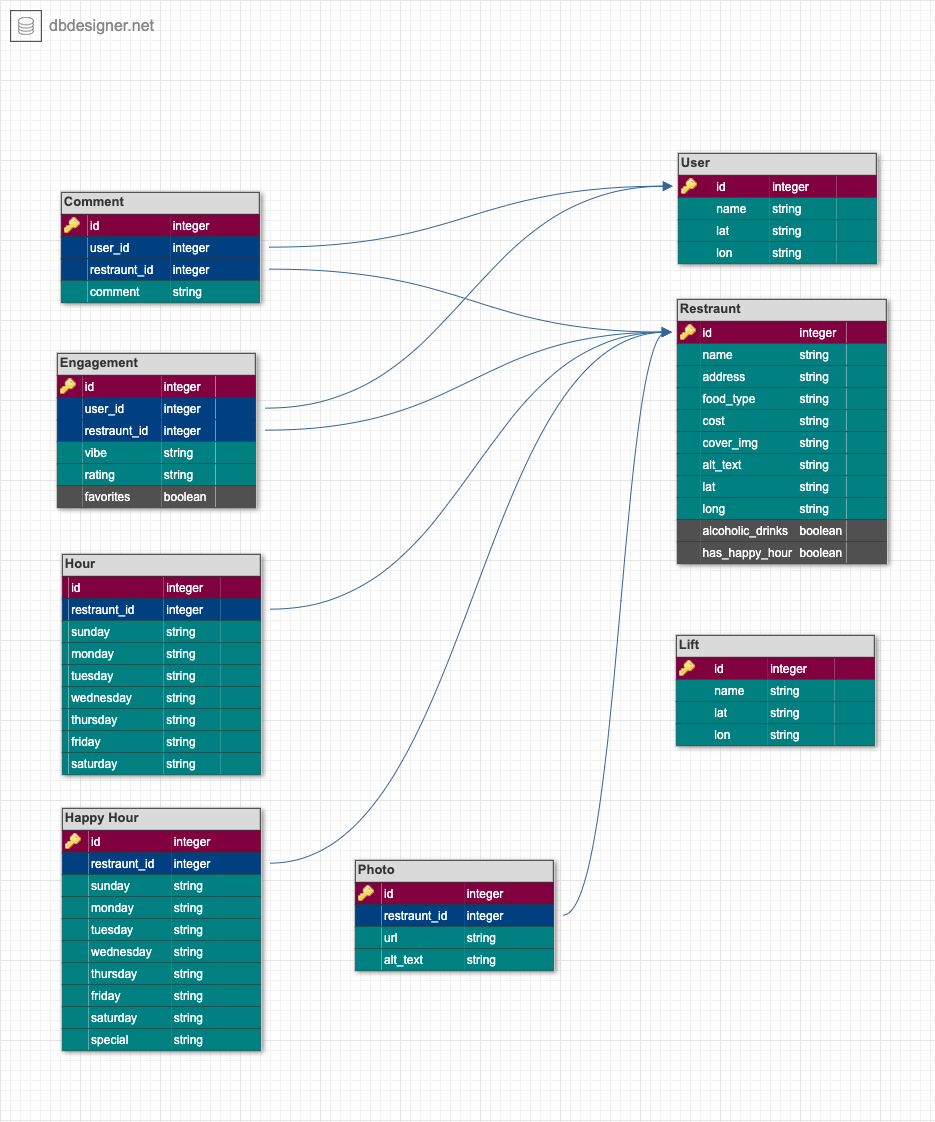 dbdesigner.net
Comment
id integer
user_id integer
restraunt_id integer
comment string
Engagement
id integer
user_id integer
restraunt_id integer
vibe string
rating string
favorites boolean
Hour
id integer
restraunt_id integer
sunday string
monday string
tuesday string
wednesday string
thursday string
friday string
saturday string
Happy Hour
id integer
restraunt_id integer
sunday string
monday string
tuesday string
wednesday string
thursday string
friday string
saturday string
special string
Photo
id integer
restraunt_id integer
url string
alt_text string
User
id integer
name string
lat string
lon string
Restraunt
id integer
name string
address string
food_type string
cost string
cover_img string
alt_text string
lat string
long string
alcoholic_drinks boolean
has_happy_hour boolean
Lift
id integer
name string
lat string
lon string